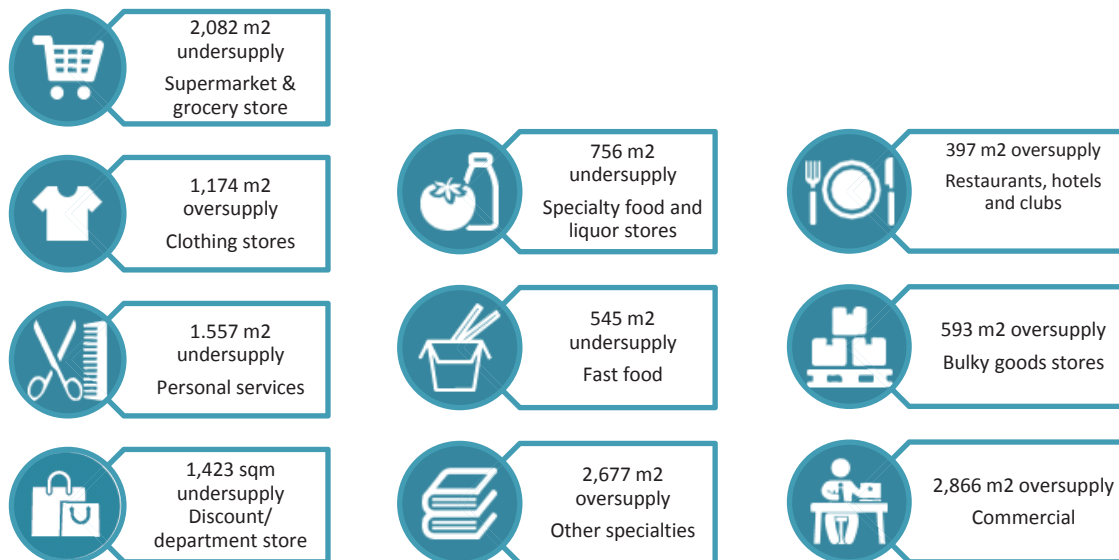 2,082 m2
undersupply
Supermarket &
grocery store
1,174 m2
oversupply
Clothing stores
1.557 m2
undersupply
Personal services
1,423 sqm
undersupply
Discount/
department store
756 m2
undersupply
Specialty food and
liquor stores
545 m2
undersupply
Fast food
2,677 m2
oversupply
Other specialties
397 m2 oversupply
Restaurants, hotels
and clubs
593 m2 oversupply
Bulky goods stores
2,866 m2 oversupply
Commercial